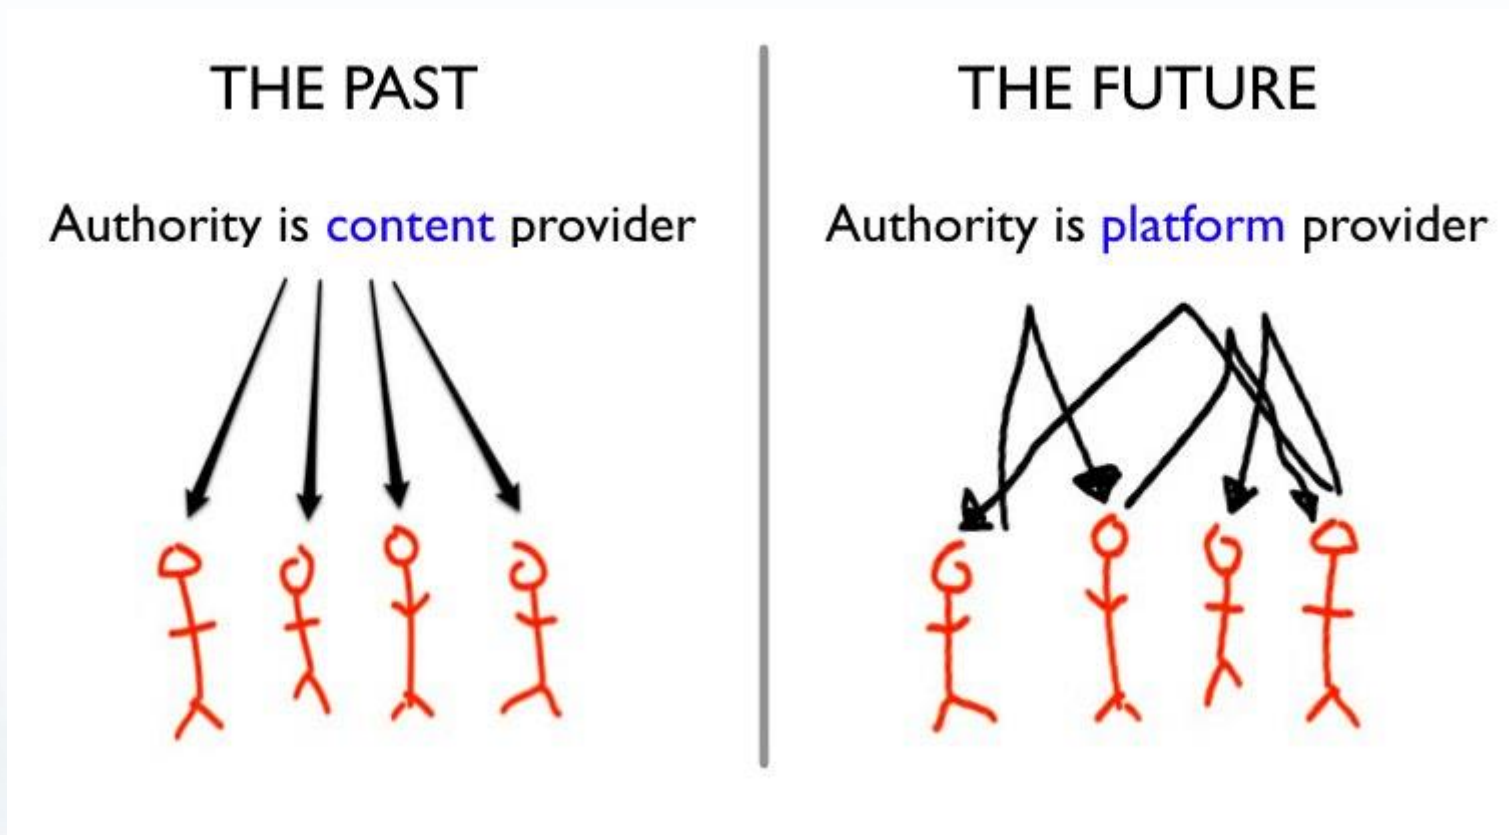 THE PAST
Authority is content provider
THE FUTURE
Authority is platform provider